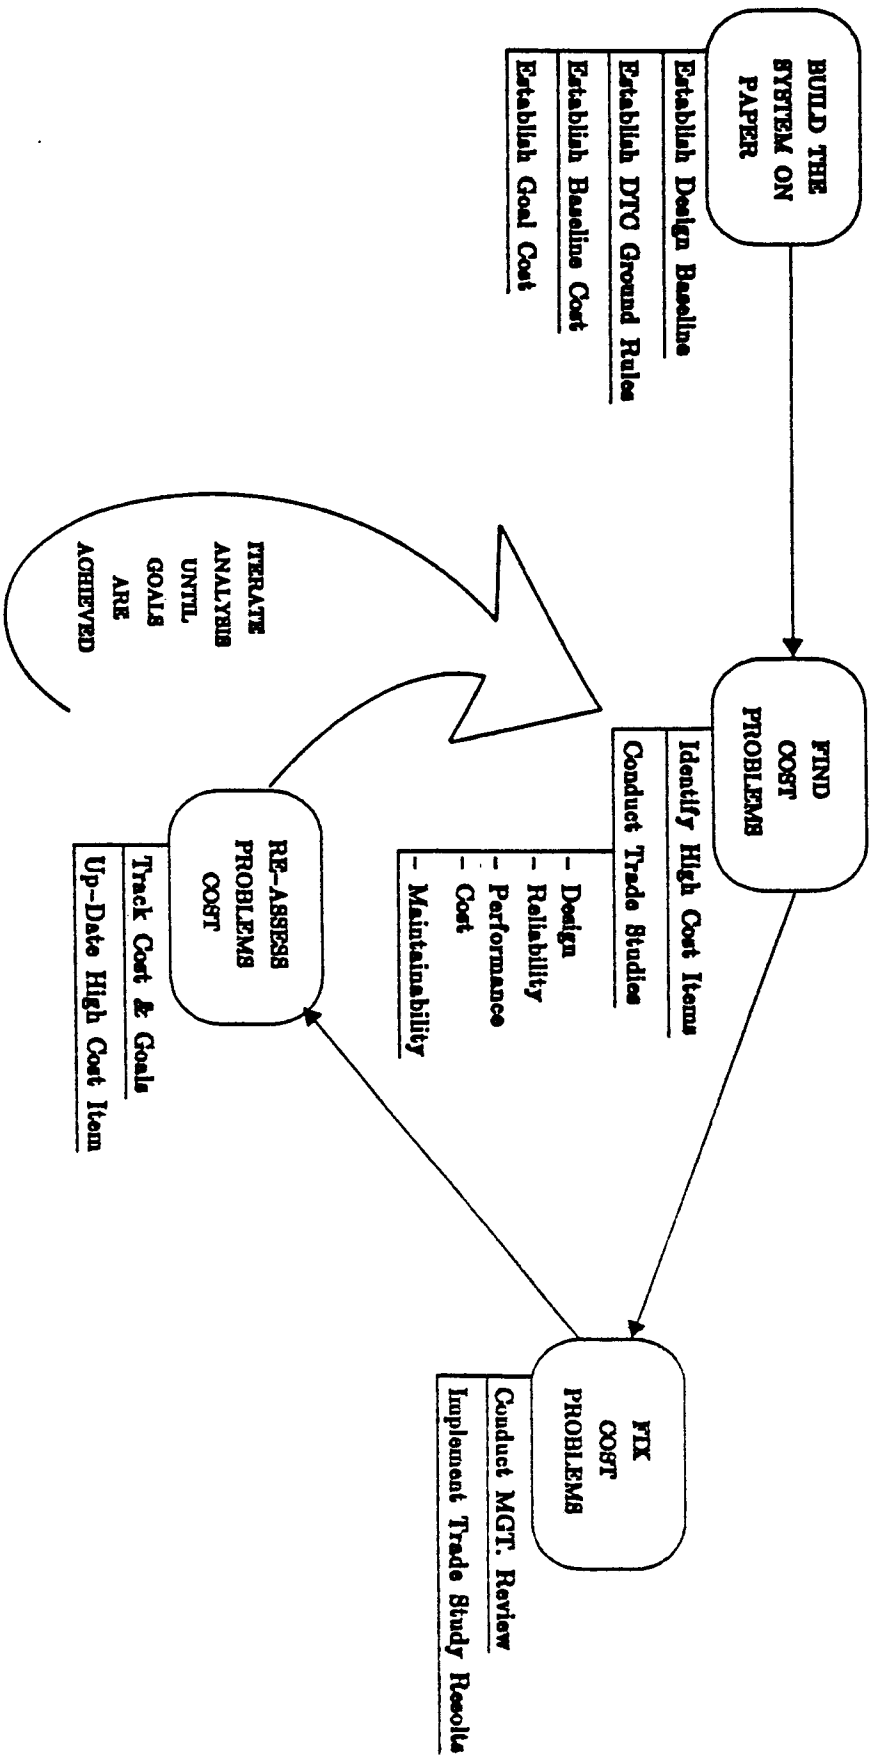 BUILD THE
SYSTEM ON
PAPER
Establish Design Baseline
Establish DTC Ground Rules
Establish Baseline Cost
Establish Goal Cost
FIND
COST
PROBLEMS
Identify High Cost Items
Conduct Trade Studies
- Design
- Reliability
- Performance
- Cost
- Maintainability
FIX
COST
PROBLEMS
Conduct MGT. Review
Implement Trade Study Results
RE-ASSESS
PROBLEMS
COST
Track Cost & Goals
Up-Date High Cost Item
ITERATE
ANALYSIS
UNTIL
GOALS
ARE
ACHIEVED